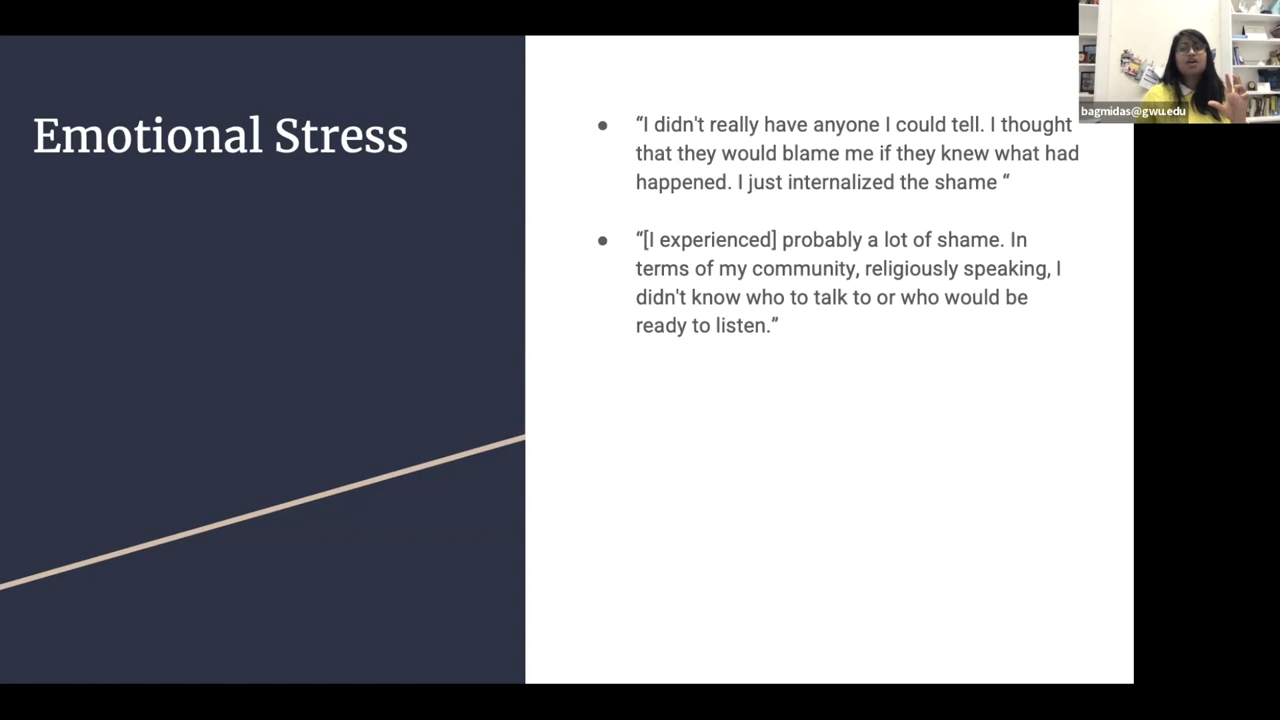 Emotional Stress
● “I didn't really have anyone I could tell. I thought
that they would blame me if they knew what had
happened. I just internalized the shame “
● “[I experienced] probably a lot of shame. In
terms of my community, religiously speaking, I
didn't know who to talk to or who would be
ready to listen.”
bagmidas@gwu.edu